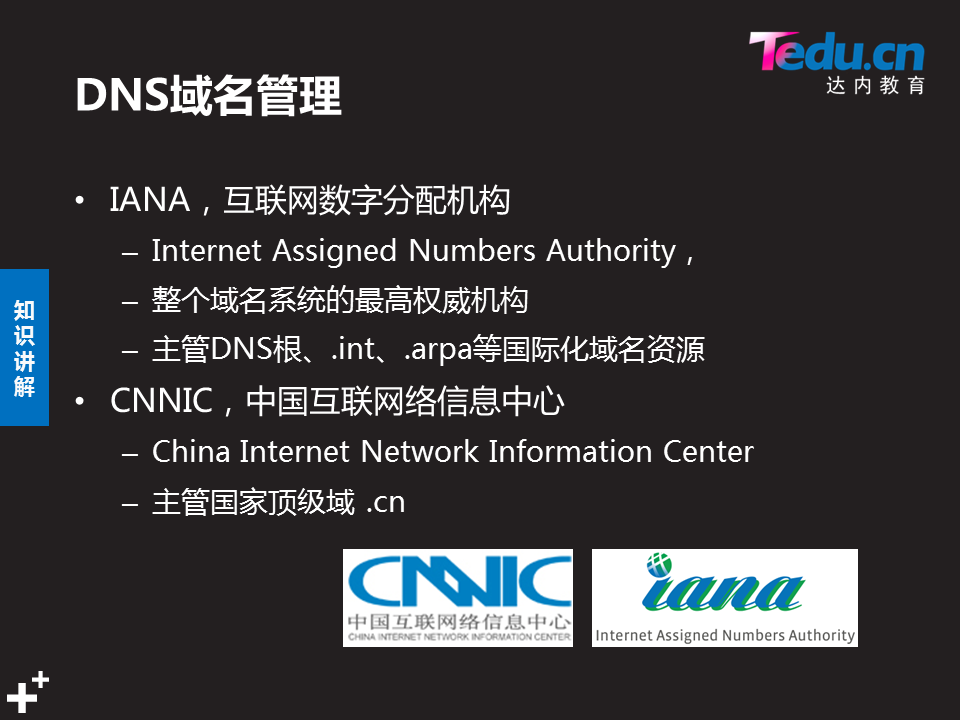 Tedu.cn
达内教育
DNS域名管理
• IANA，互联网数字分配机构
– Internet Assigned Numbers Authority，
– 整个域名系统的最高权威机构
– 主管DNS根、.int、.arpa等国际化域名资源
• CNNIC，中国互联网络信息中心
– China Internet Network Information Center
– 主管国家顶级域 .cn
知识讲解
CNNIC
中国互联网络信息中心
CHINA INTERNET NETWORK INFORMATION CENTER
iana
Internet Assigned Numbers Authority